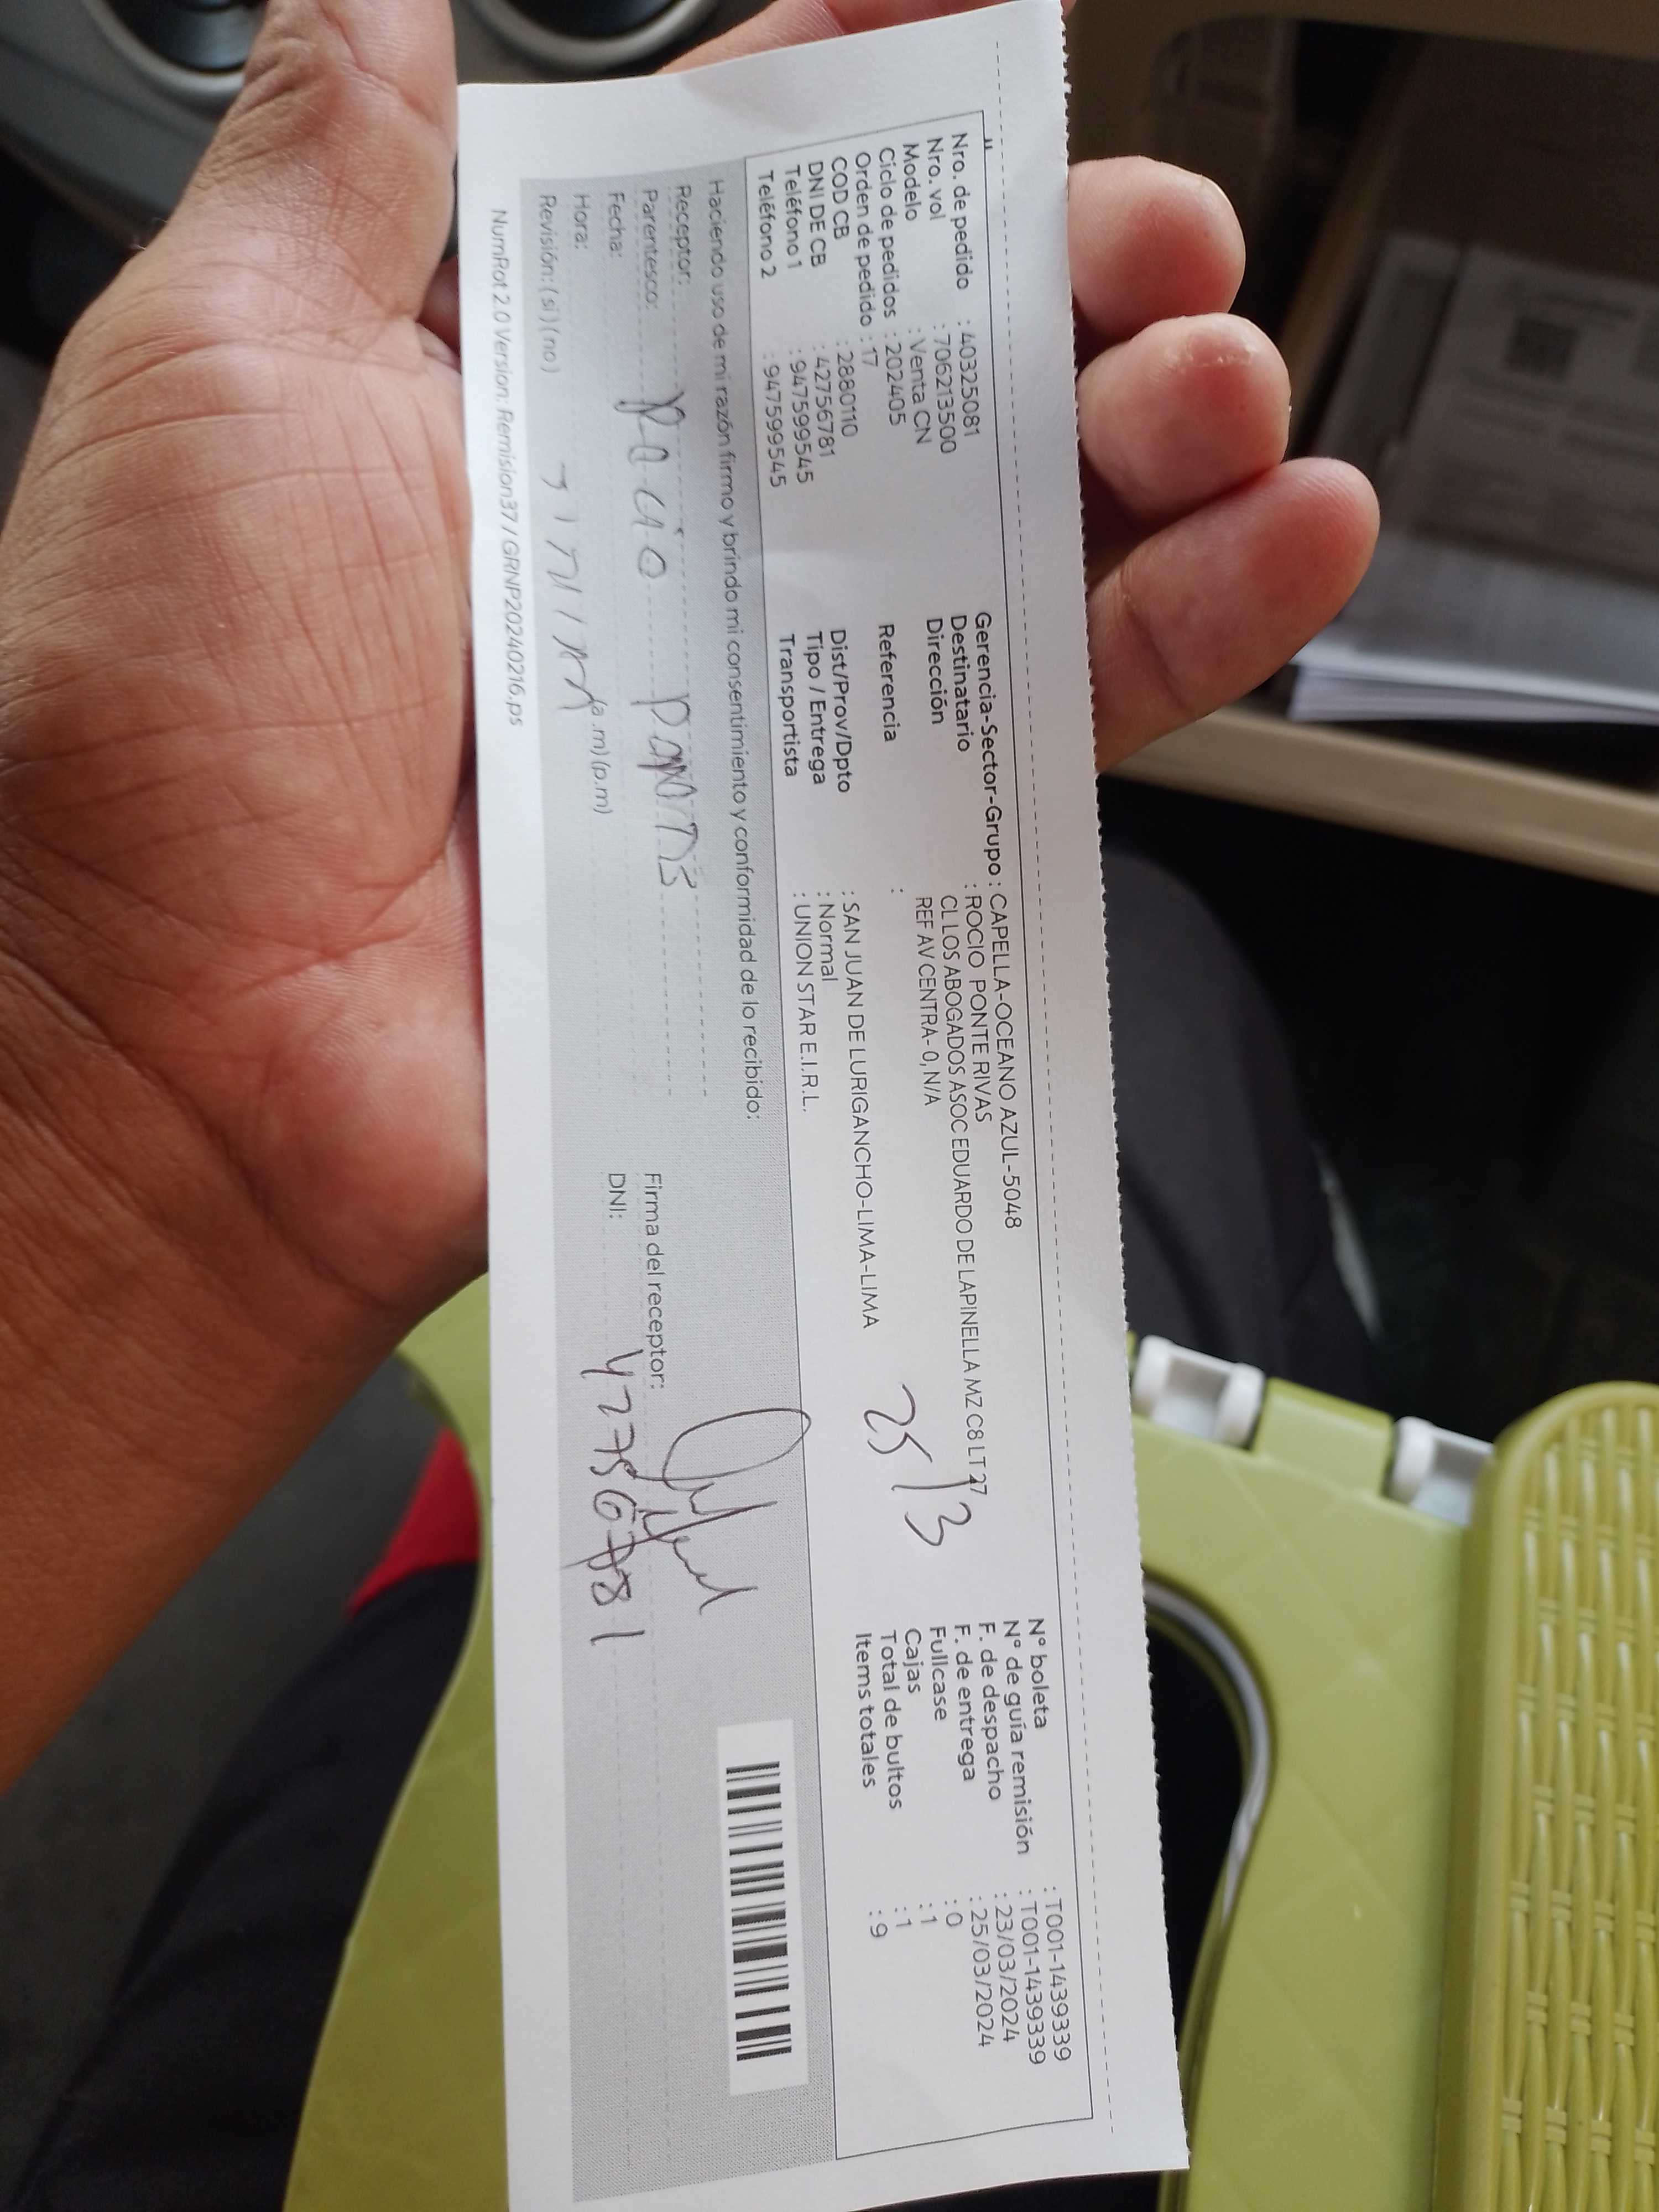 Nro. de pedido : 40325081
Nro. vol : 706213500
Modelo : Venta CN
Ciclo de pedidos : 202405
Orden de pedido : 17
COD CB : 2880110
DNI DE CB : 42756781
Teléfono 1 : 947599545
Teléfono 2 : 947599545
Gerencia-Sector-Grupo : CAPELLA-OCEANO AZUL-5048
Destinatario : ROCIO PONTE RIVAS
Dirección : CL LOS ABOGADOS ASOC EDUARDO DE LAPINELLA MZ C8 LT 27
REF AV CENTRA- 0, N/A
Referencia :
Dist/Prov/Dpto : SAN JUAN DE LURIGANCHO-LIMA-LIMA
Tipo / Entrega : Normal
Transportista : UNION STAR E.I.R.L.
25/3
N° boleta : T001-1439339
N° de guía remisión : T001-1439339
F. de despacho : 23/03/2024
F. de entrega : 25/03/2024
Fullcase : 0
Cajas : 1
Total de bultos : 1
Items totales : 9
Haciendo uso de mi razón firmo y brindo mi consentimiento y conformidad de lo recibido:
Receptor:
Parentesco:
Fecha:
Hora: (a.m) (p.m)
Revisión: ( si ) ( no )
Firma del receptor:
DNI:
NumRot 2.0 Version: Remision37 / GRNP20240216.ps